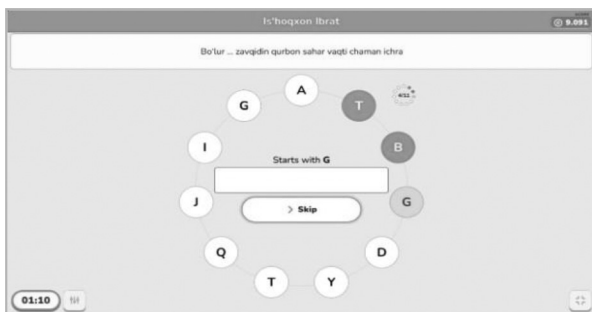 Is'hoqxon Ibrat
9.091
Bo'lur ... zavqidin qurbon sahar vaqti chaman ichra
A
T
B
G
D
Y
T
Q
J
I
G
Starts with G
> Skip
01:10